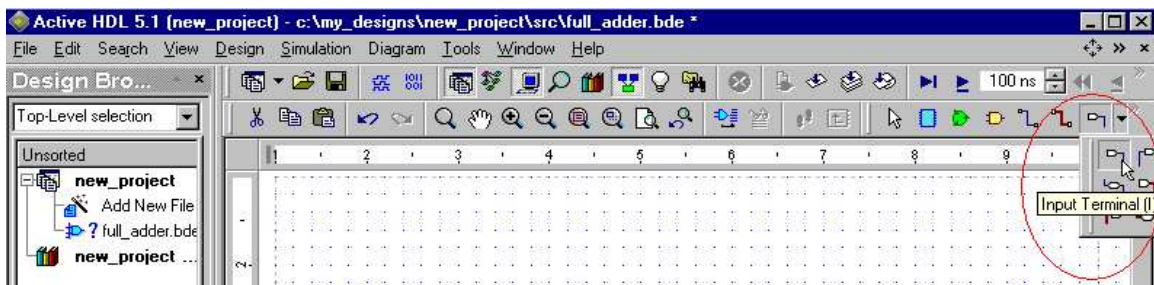 Active HDL 5.1 (new_project) - c:\my_designs\new_project\src\full_adder.bde *
File Edit Search View Design Simulation Diagram Tools Window Help
Design Bro...
100 ns
Top-Level selection
Unsorted
1 2 3 4 5 6 7 8 9
new_project
Add New File
? full_adder.bde
new_project ...
Input Terminal (I